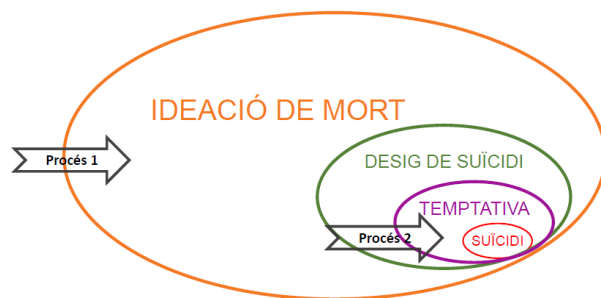 IDEACIÓ DE MORT
Procés 1
DESIG DE SUÏCIDI
TEMPTATIVA
Procés 2
SUÏCIDI